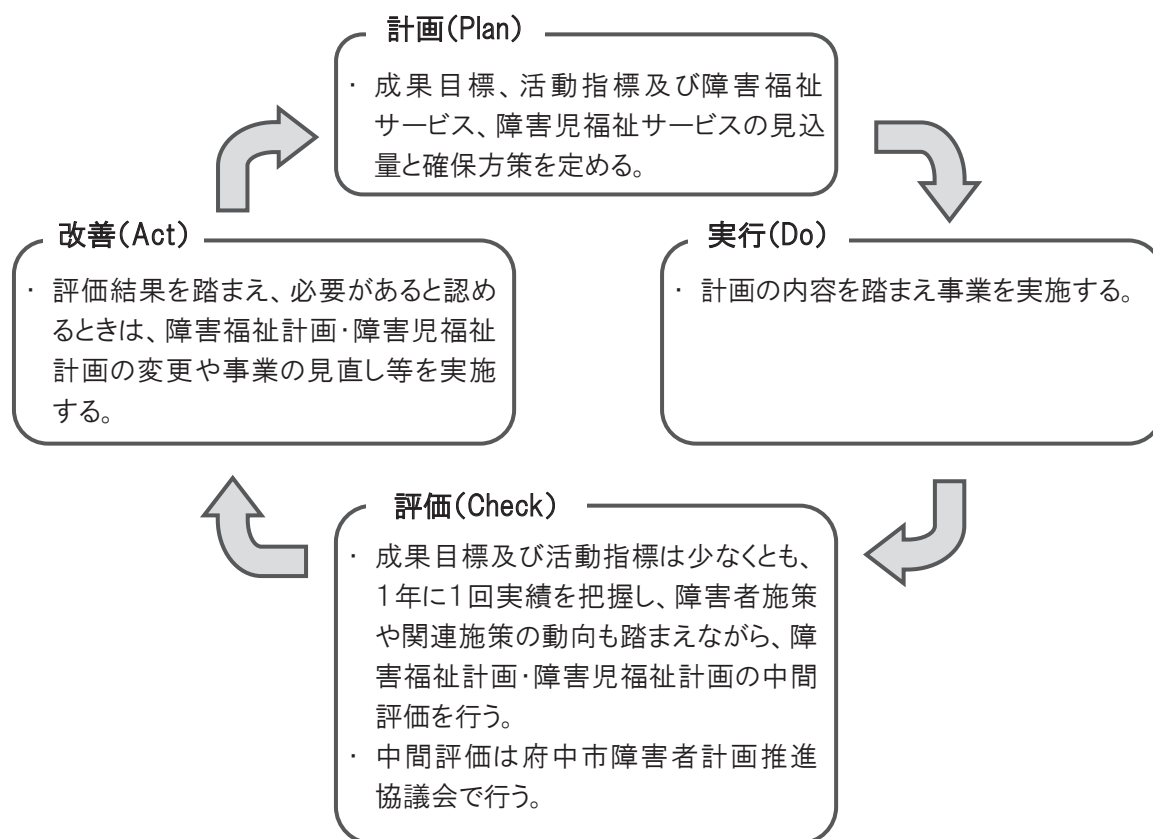 計画(Plan)
・ 成果目標、活動指標及び障害福祉
サービス、障害児福祉サービスの見込
量と確保方策を定める。
改善(Act)
・ 評価結果を踏まえ、必要があると認め
るときは、障害福祉計画・障害児福祉
計画の変更や事業の見直し等を実施
する。
実行(Do)
・ 計画の内容を踏まえ事業を実施する。
評価(Check)
・ 成果目標及び活動指標は少なくとも、
1年に1回実績を把握し、障害者施策
や関連施策の動向も踏まえながら、障
害福祉計画・障害児福祉計画の中間
評価を行う。
・ 中間評価は府中市障害者計画推進
協議会で行う。